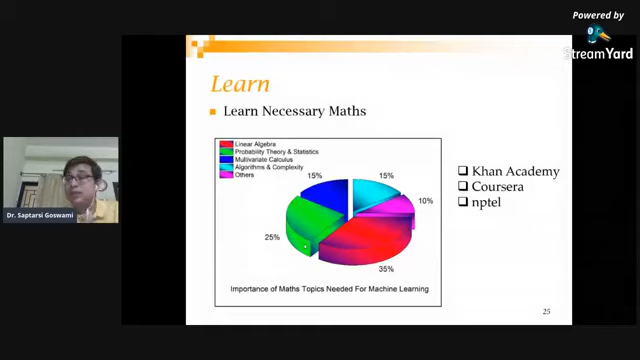 Powered by
StreamYard
Learn
Learn Necessary Maths
Linear Algebra
Probability Theory & Statistics
Multivariate Calculus
Algorithms & Complexity
Others
15%
15%
10%
25%
35%
Importance of Maths Topics Needed For Machine Learning
Khan Academy
Coursera
nptel
Dr. Saptarsi Goswami
25